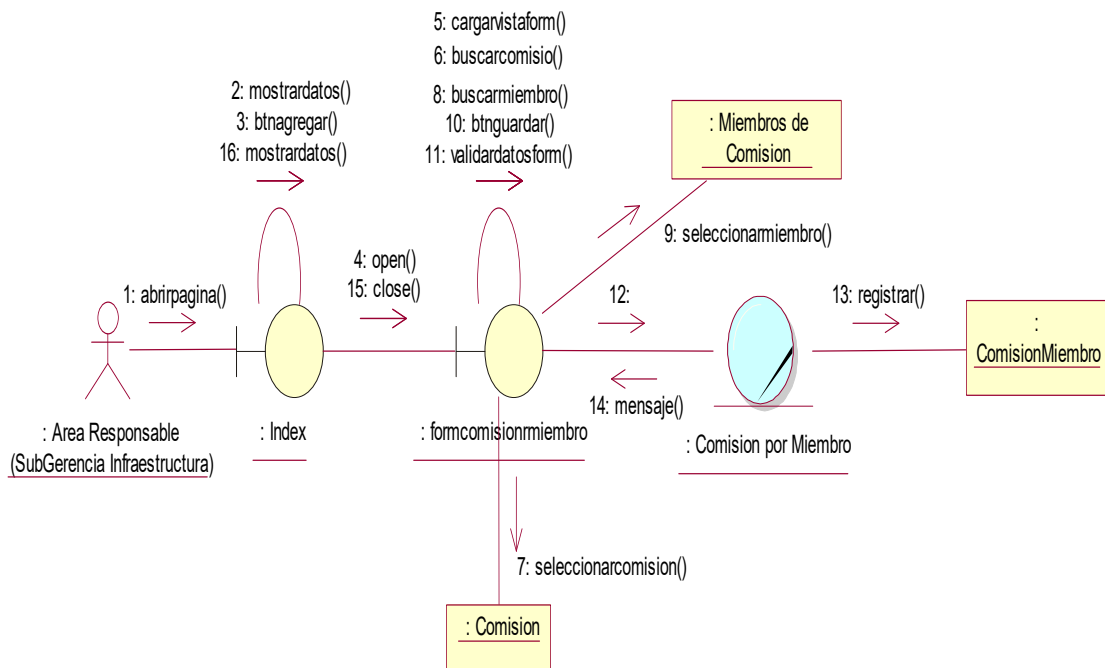 5: cargarvistaform()
6: buscarcomisio()
2: mostrardatos()
8: buscarmiembro()
3: btnagregar()
10: btnguardar()
16: mostrardatos()
11: validardatosform()
: Miembros de
Comision
9: seleccionarmiembro()
4: open()
15: close()
1: abrirpagina()
12:
13: registrar()
:
ComisionMiembro
14: mensaje()
: Area Responsable
(SubGerencia Infraestructura)
: Index
: formcomisionrmiembro
: Comision por Miembro
7: seleccionarcomision()
: Comision